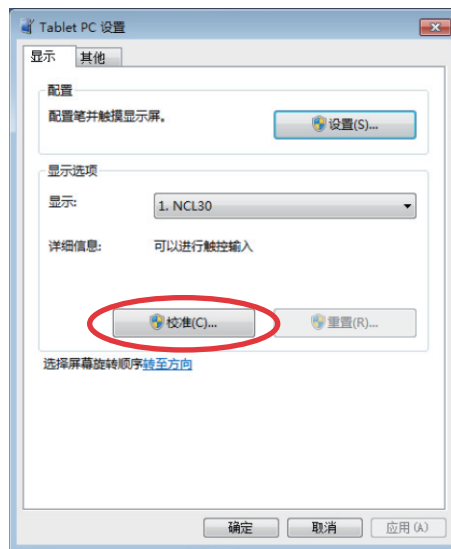 Tablet PC 设置
显示 其他
配置
配置笔并触摸显示屏。
设置(S)...
显示选项
显示: 1. NCL30
详细信息: 可以进行触控输入
校准(C)... 重置(R)...
选择屏幕旋转顺序转至方向
确定 取消 应用(A)